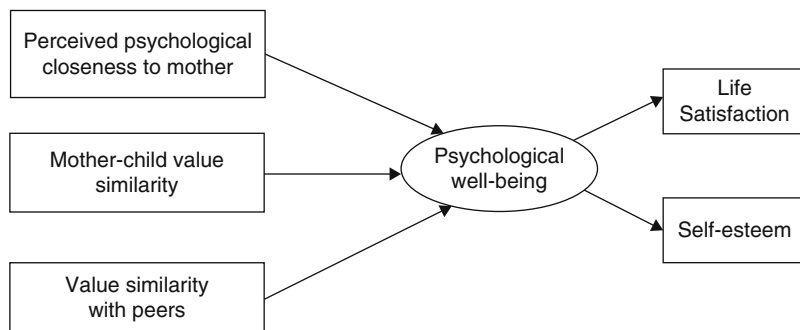 Perceived psychological
closeness to mother
Mother-child value
similarity
Value similarity
with peers
Psychological
well-being
Life
Satisfaction
Self-esteem